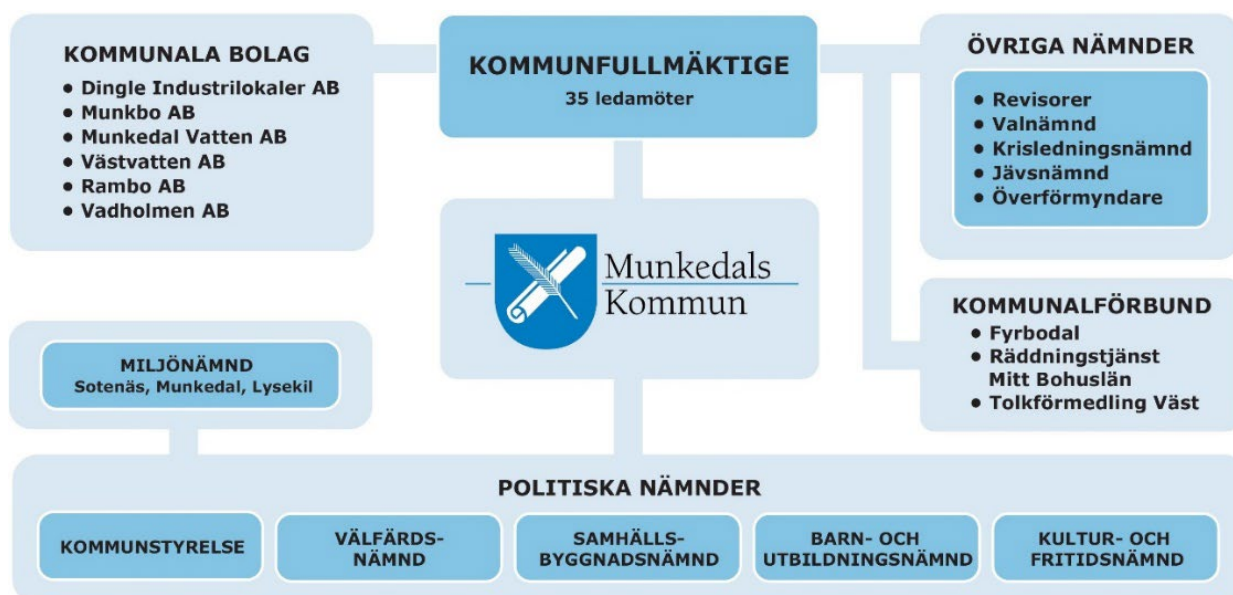 KOMMUNALA BOLAG
• Dingle Industrilokaler AB
• Munkbo AB
• Munkedal Vatten AB
• Västvatten AB
• Rambo AB
• Vadholmen AB
KOMMUNFULLMÄKTIGE
35 ledamöter
ÖVRIGA NÄMNDER
• Revisorer
• Valnämnd
• Krisledningsnämnd
• Jävsnämnd
• Överförmyndare
Munkedals
Kommun
KOMMUNALFÖRBUND
• Fyrbodal
• Räddningstjänst
Mitt Bohuslän
• Tolkförmedling Väst
MILJÖNÄMND
Sotenäs, Munkedal, Lysekil
POLITISKA NÄMNDER
KOMMUNSTYRELSE
VÄLFÄRDS-
NÄMND
SAMHÄLLS-
BYGGNADSNÄMND
BARN- OCH
UTBILDNINGSNÄMND
KULTUR- OCH
FRITIDSNÄMND